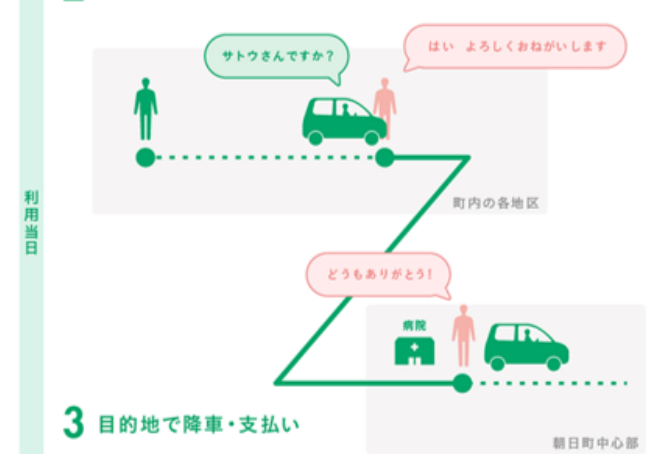 サトウさんですか？
はい よろしくおねがいします
利用当日
町内の各地区
どうもありがとう！
病院
3 目的地で降車・支払い
朝日町中心部